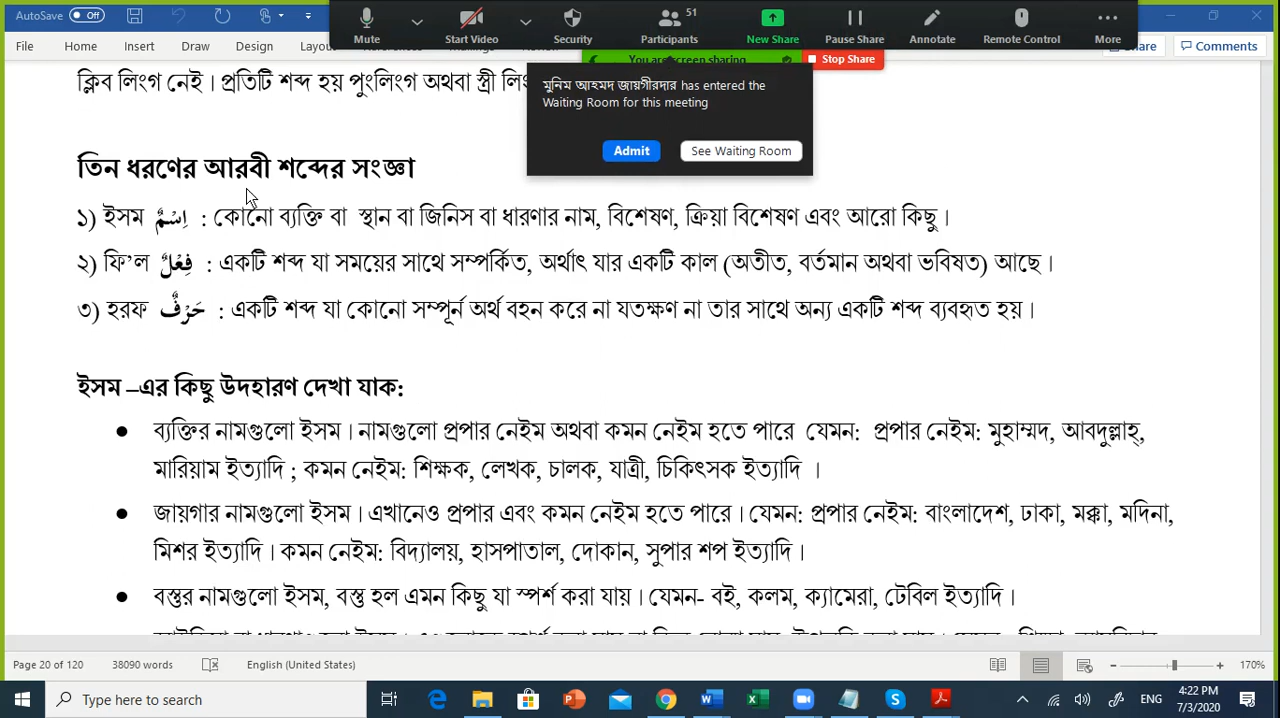 AutoSave Off
Mute
Start Video
Security
51
Participants
New Share
Pause Share
Annotate
Remote Control
More
File Home Draw Design Layou
Share Comments
You are screen sharing
Stop Share
মুনিম আহমদ জায়গীরদার has entered the
Waiting Room for this meeting
Admit See Waiting Room
ক্লিব লিংগ নেই। প্রতিটি শব্দ হয় পুংলিংগ অথবা স্ত্রী
তিন ধরণের আরবী শব্দের সংজ্ঞা
১) ইসম اِسْمٌ : কোনো ব্যক্তি বা স্থান বা জিনিস বা ধারণার নাম, বিশেষণ, ক্রিয়া বিশেষণ এবং আরো কিছু।
২) ফি’ল فِعْلٌ : একটি শব্দ যা সময়ের সাথে সম্পর্কিত, অর্থাৎ যার একটি কাল (অতীত, বর্তমান অথবা ভবিষত) আছে।
৩) হরফ حَرْفٌ : একটি শব্দ যা কোনো সম্পূর্ন অর্থ বহন করে না যতক্ষণ না তার সাথে অন্য একটি শব্দ ব্যবহৃত হয়।
ইসম –এর কিছু উদহারণ দেখা যাক:
● ব্যক্তির নামগুলো ইসম। নামগুলো প্রপার নেইম অথবা কমন নেইম হতে পারে যেমন: প্রপার নেইম: মুহাম্মদ, আবদুল্লাহ্,
মারিয়াম ইত্যাদি ; কমন নেইম: শিক্ষক, লেখক, চালক, যাত্রী, চিকিৎসক ইত্যাদি ।
● জায়গার নামগুলো ইসম। এখানেও প্রপার এবং কমন নেইম হতে পারে। যেমন: প্রপার নেইম: বাংলাদেশ, ঢাকা, মক্কা, মদিনা,
মিশর ইত্যাদি। কমন নেইম: বিদ্যালয়, হাসপাতাল, দোকান, সুপার শপ ইত্যাদি।
● বস্তুর নামগুলো ইসম, বস্তু হল এমন কিছু যা স্পর্শ করা যায়। যেমন- বই, কলম, ক্যামেরা, টেবিল ইত্যাদি।
Page 20 of 120 38090 words English (United States) 170%
Type here to search
ENG
4:22 PM
7/3/2020